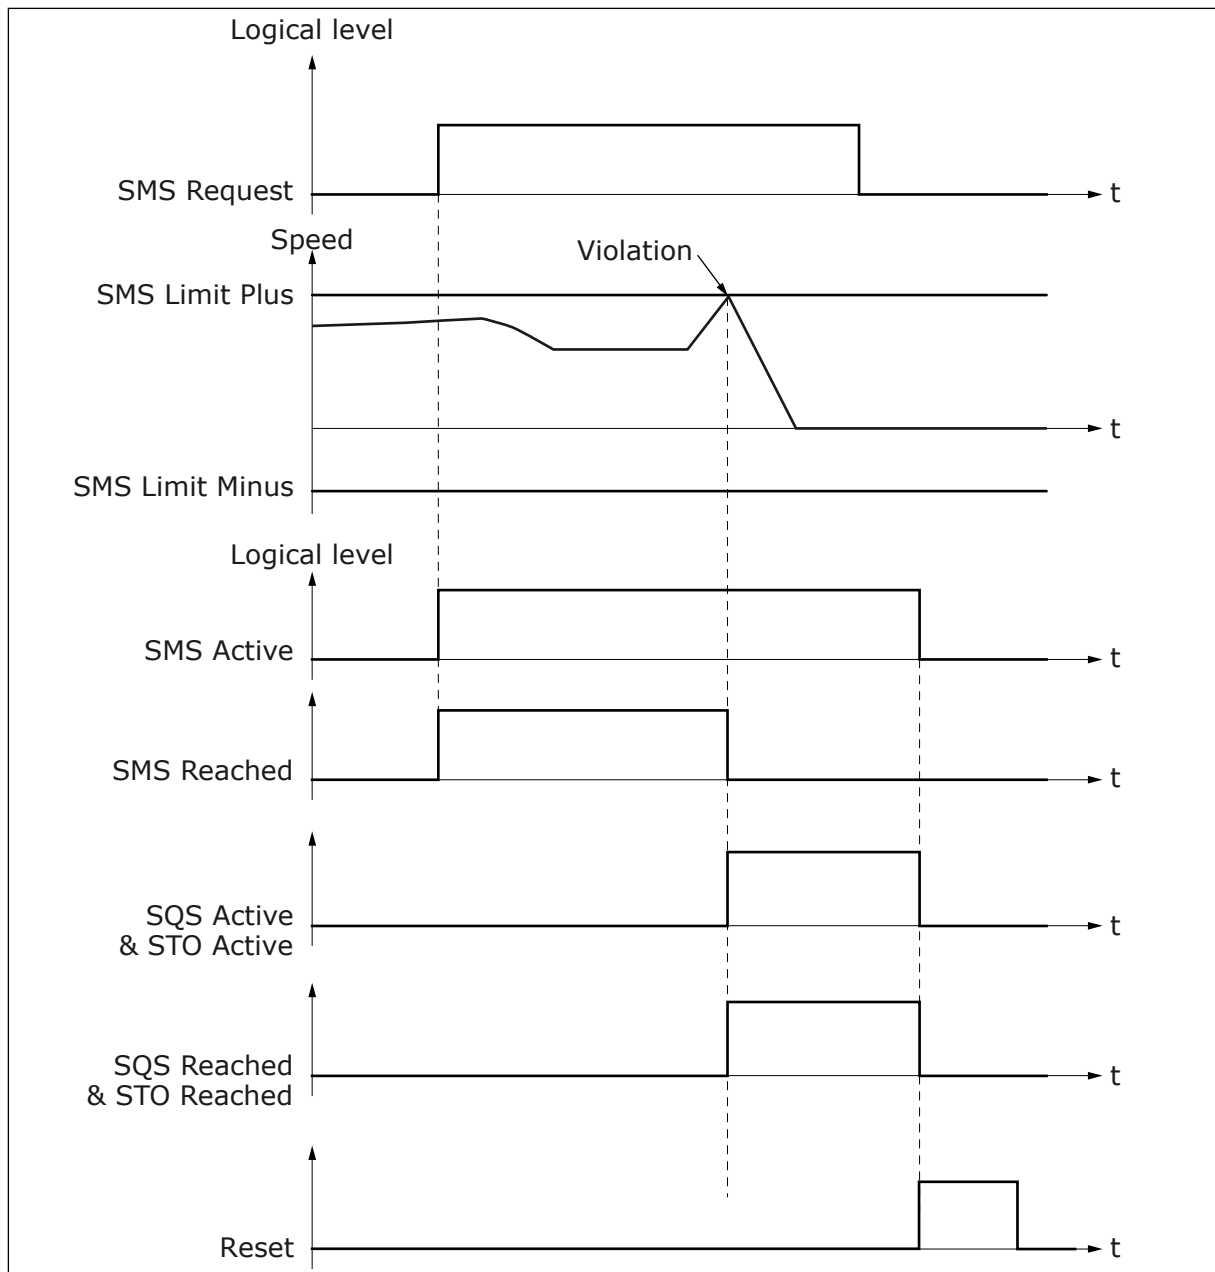 Logical level
SMS Request
t
Speed
Violation
SMS Limit Plus
t
SMS Limit Minus
Logical level
SMS Active
t
SMS Reached
t
SQS Active
& STO Active
t
SQS Reached
& STO Reached
t
Reset
t